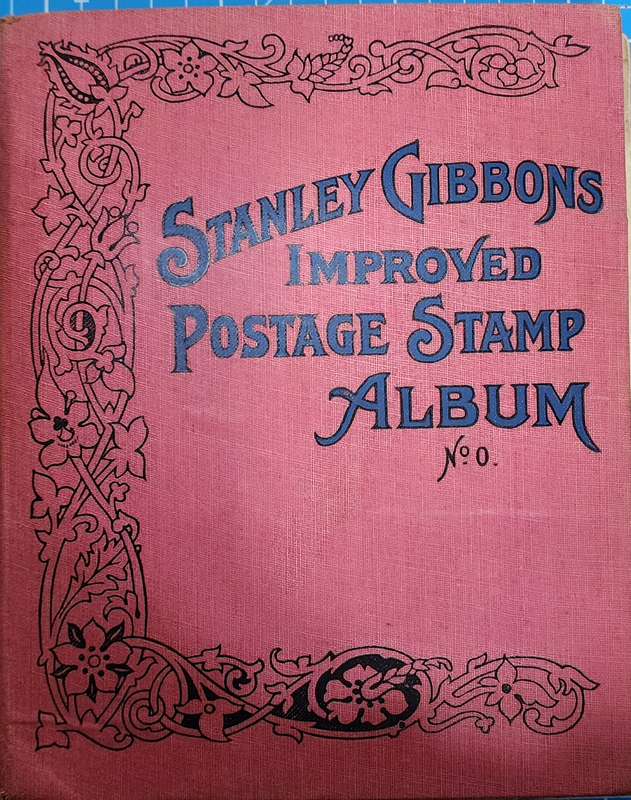 STANLEY GIBBONS
IMPROVED
POSTAGE STAMP
ALBUM
No 0.